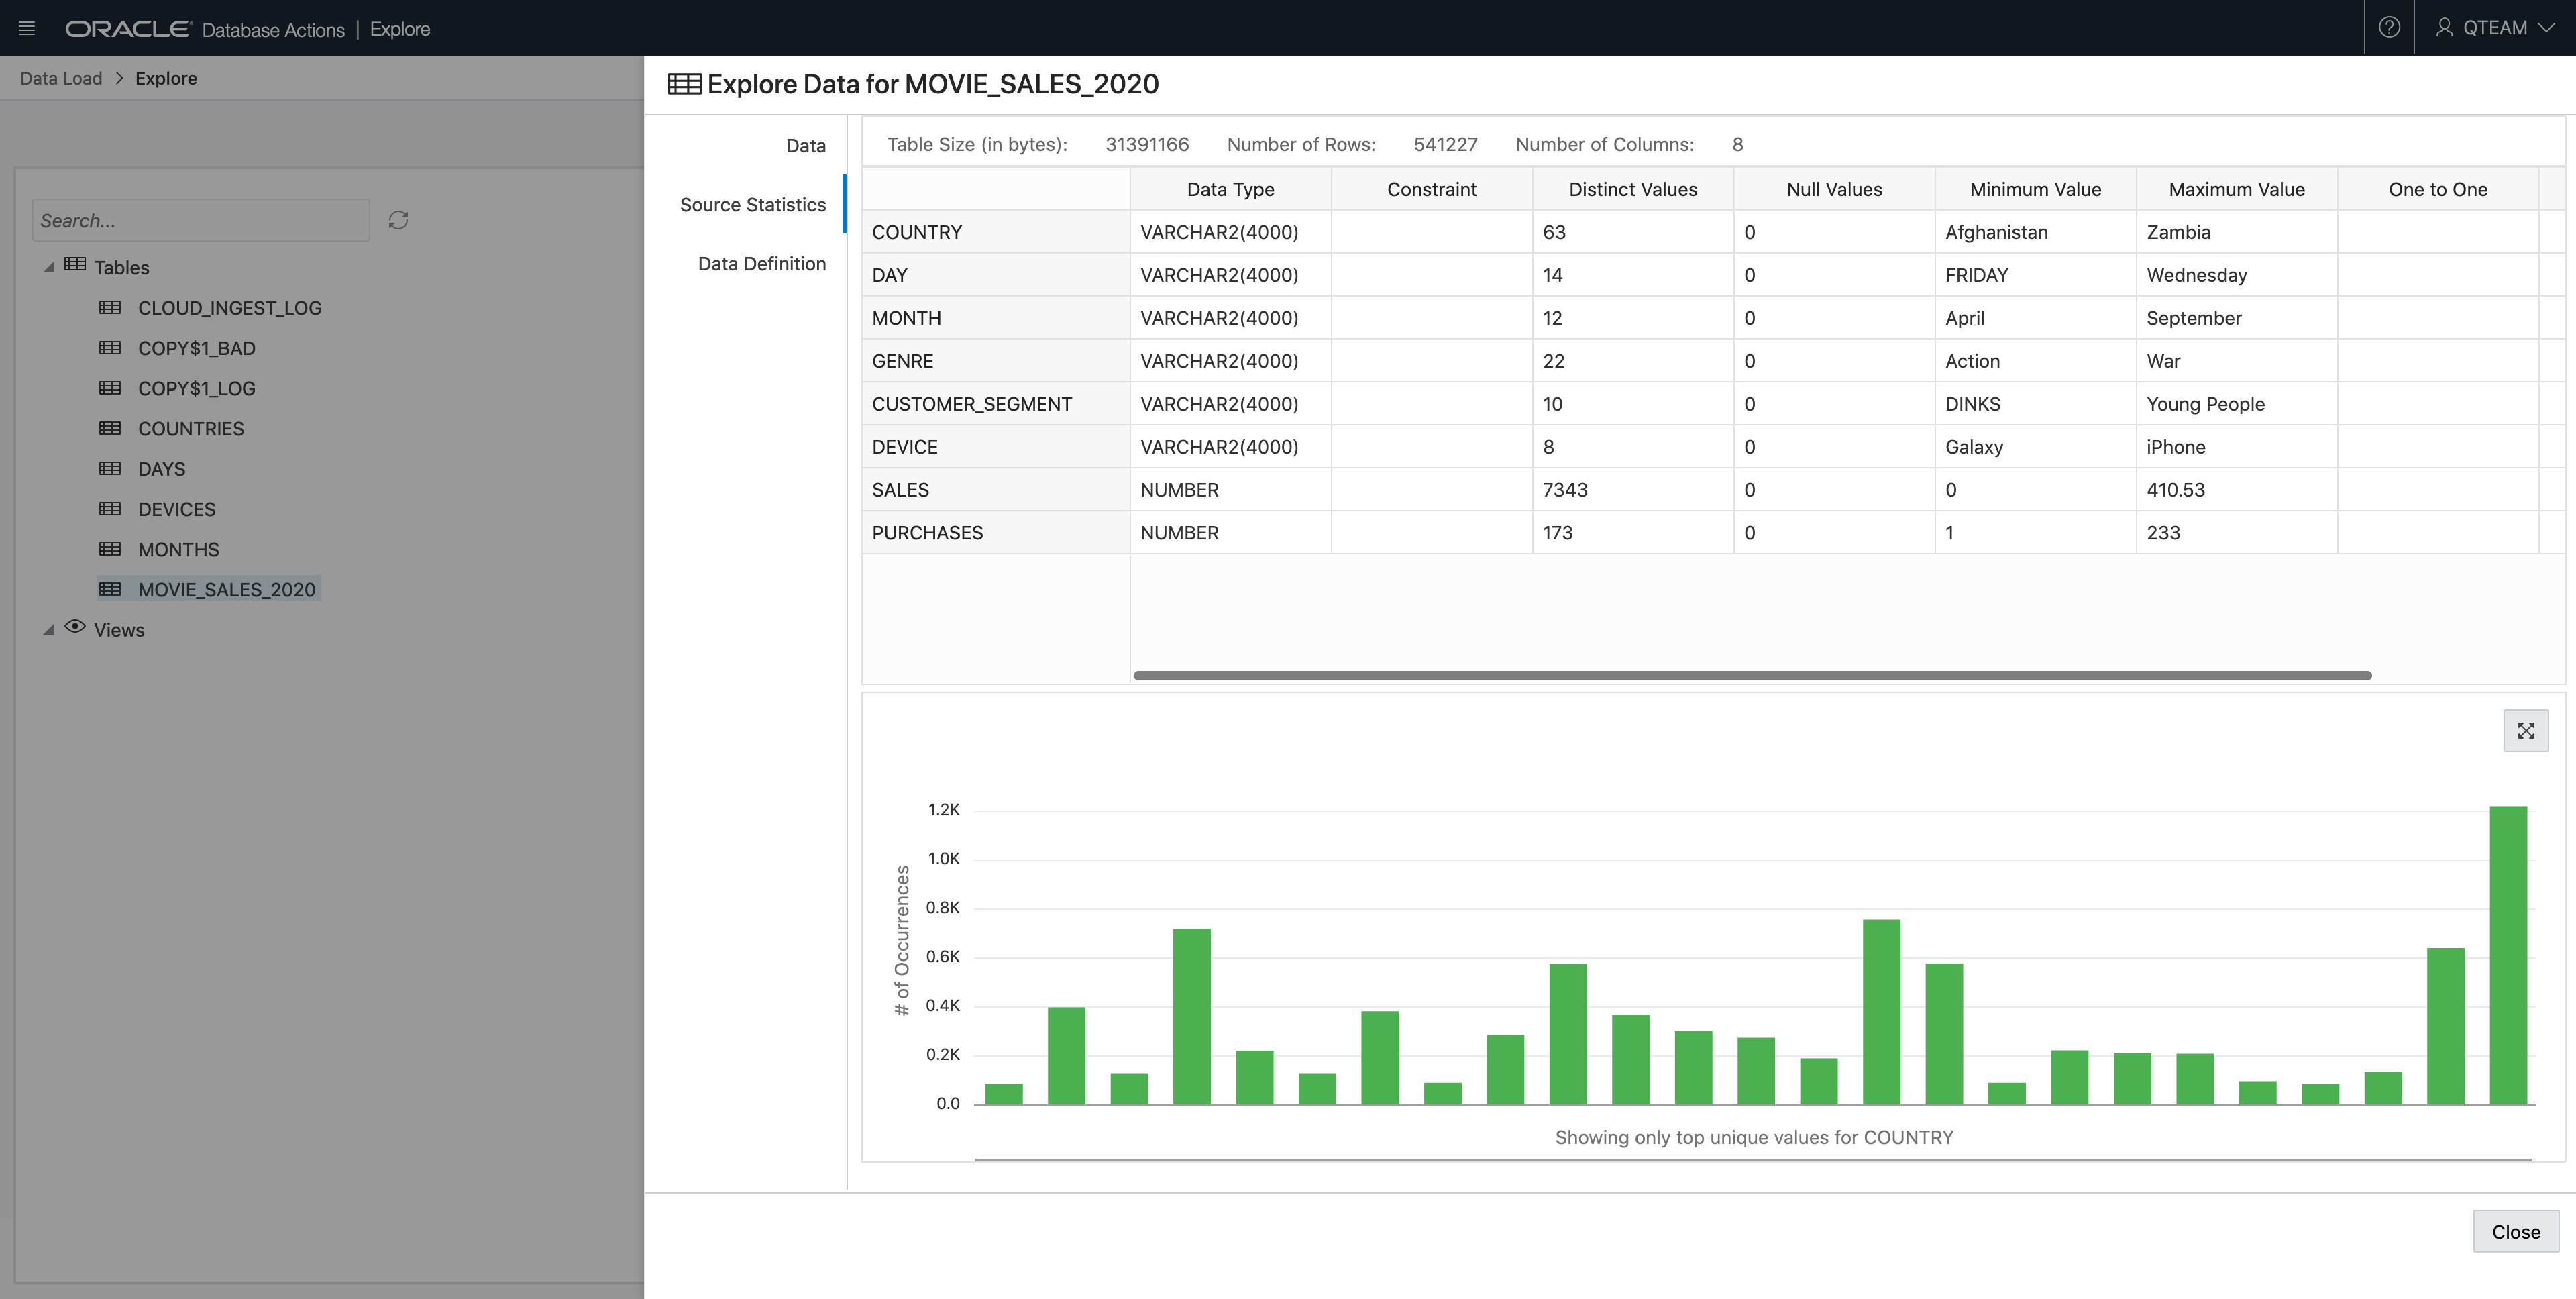 ORACLE Database Actions | Explore
QTEAM
Data Load > Explore
Search...
Tables
CLOUD_INGEST_LOG
COPY$1_BAD
COPY$1_LOG
COUNTRIES
DAYS
DEVICES
MONTHS
MOVIE_SALES_2020
Views
Explore Data for MOVIE_SALES_2020
Data
Source Statistics
Data Definition
Table Size (in bytes): 31391166 Number of Rows: 541227 Number of Columns: 8
Data Type Constraint Distinct Values Null Values Minimum Value Maximum Value One to One
COUNTRY VARCHAR2(4000) 63 0 Afghanistan Zambia
DAY VARCHAR2(4000) 14 0 FRIDAY Wednesday
MONTH VARCHAR2(4000) 12 0 April September
GENRE VARCHAR2(4000) 22 0 Action War
CUSTOMER_SEGMENT VARCHAR2(4000) 10 0 DINKS Young People
DEVICE VARCHAR2(4000) 8 0 Galaxy iPhone
SALES NUMBER 7343 0 0 410.53
PURCHASES NUMBER 173 0 1 233
# of Occurrences
1.2K
1.0K
0.8K
0.6K
0.4K
0.2K
0.0
Showing only top unique values for COUNTRY
Close